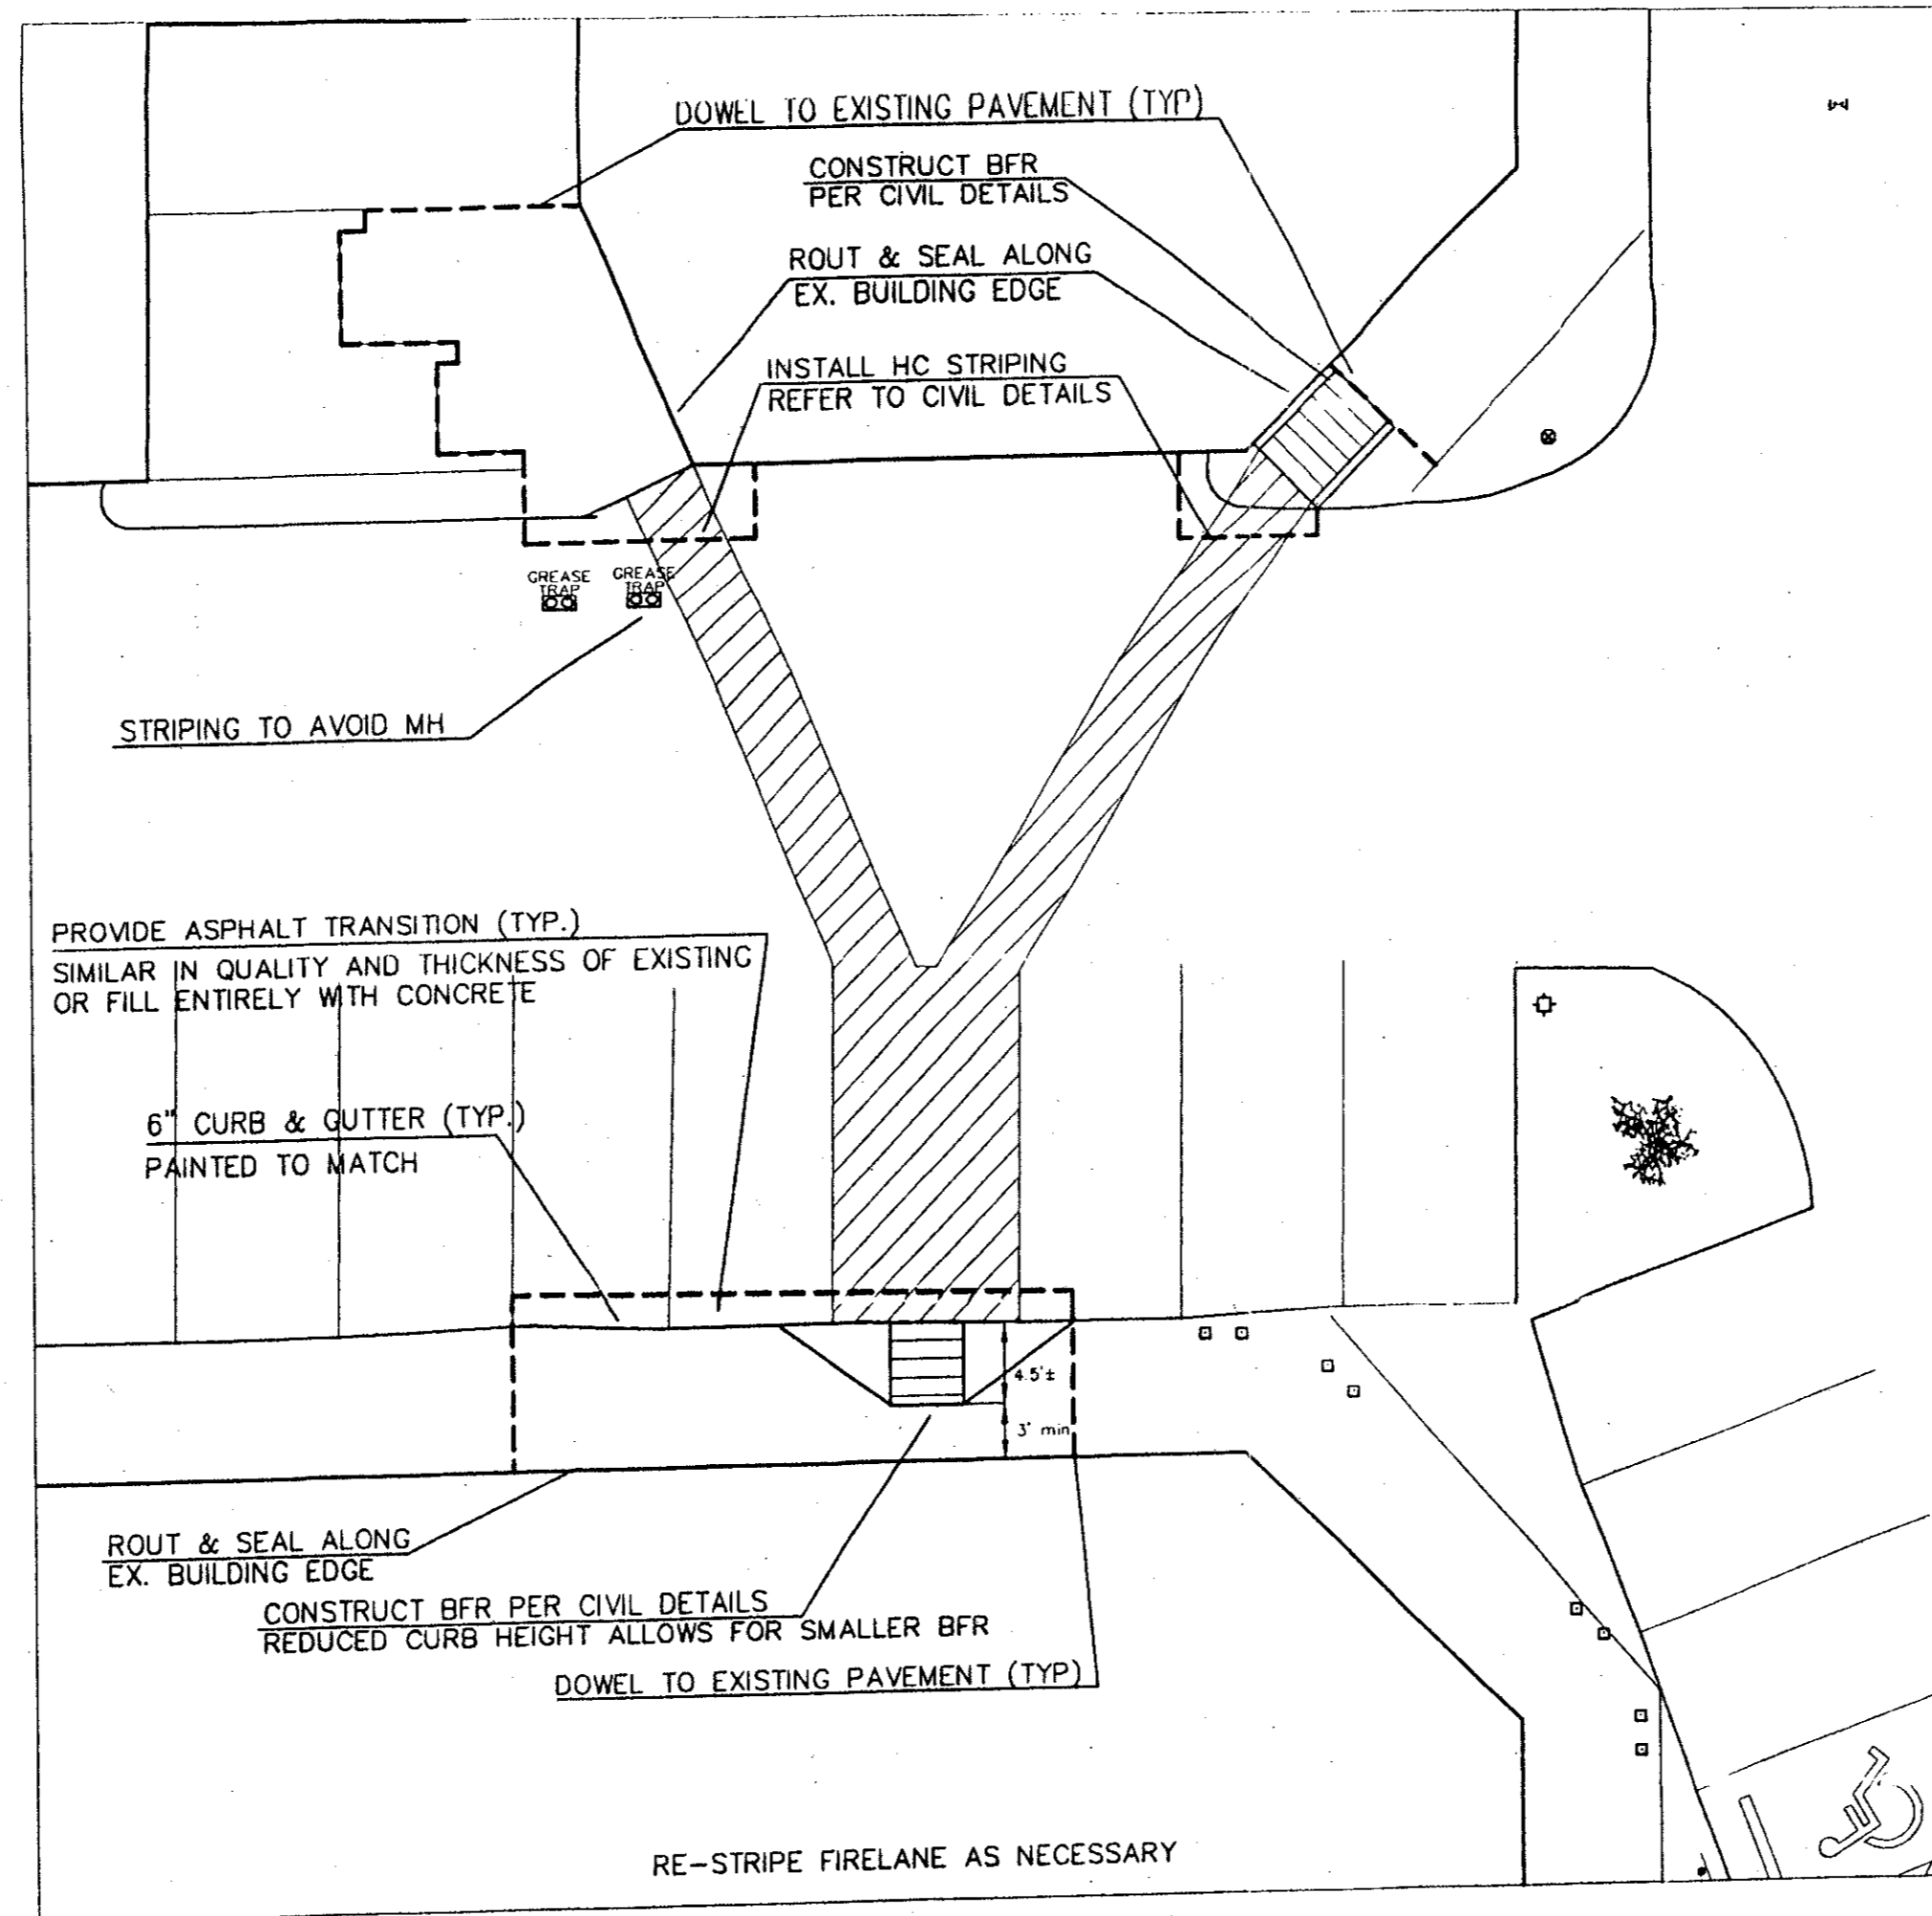 DOWEL TO EXISTING PAVEMENT (TYP)
CONSTRUCT BFR
PER CIVIL DETAILS
ROUT & SEAL ALONG
EX. BUILDING EDGE
INSTALL HC STRIPING
REFER TO CIVIL DETAILS
GREASE
TRAP
GREASE
TRAP
STRIPING TO AVOID MH
PROVIDE ASPHALT TRANSITION (TYP.)
SIMILAR IN QUALITY AND THICKNESS OF EXISTING
OR FILL ENTIRELY WITH CONCRETE
6" CURB & GUTTER (TYP.)
PAINTED TO MATCH
4.5'±
3' min
ROUT & SEAL ALONG
EX. BUILDING EDGE
CONSTRUCT BFR PER CIVIL DETAILS
REDUCED CURB HEIGHT ALLOWS FOR SMALLER BFR
DOWEL TO EXISTING PAVEMENT (TYP)
RE-STRIPE FIRELANE AS NECESSARY